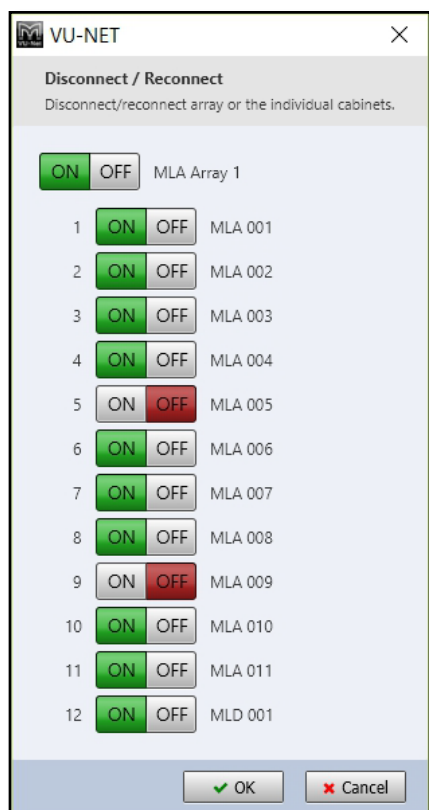 VU-NET
Disconnect / Reconnect
Disconnect/reconnect array or the individual cabinets.
ON OFF MLA Array 1
1 ON OFF MLA 001
2 ON OFF MLA 002
3 ON OFF MLA 003
4 ON OFF MLA 004
5 ON OFF MLA 005
6 ON OFF MLA 006
7 ON OFF MLA 007
8 ON OFF MLA 008
9 ON OFF MLA 009
10 ON OFF MLA 010
11 ON OFF MLA 011
12 ON OFF MLD 001
OK Cancel